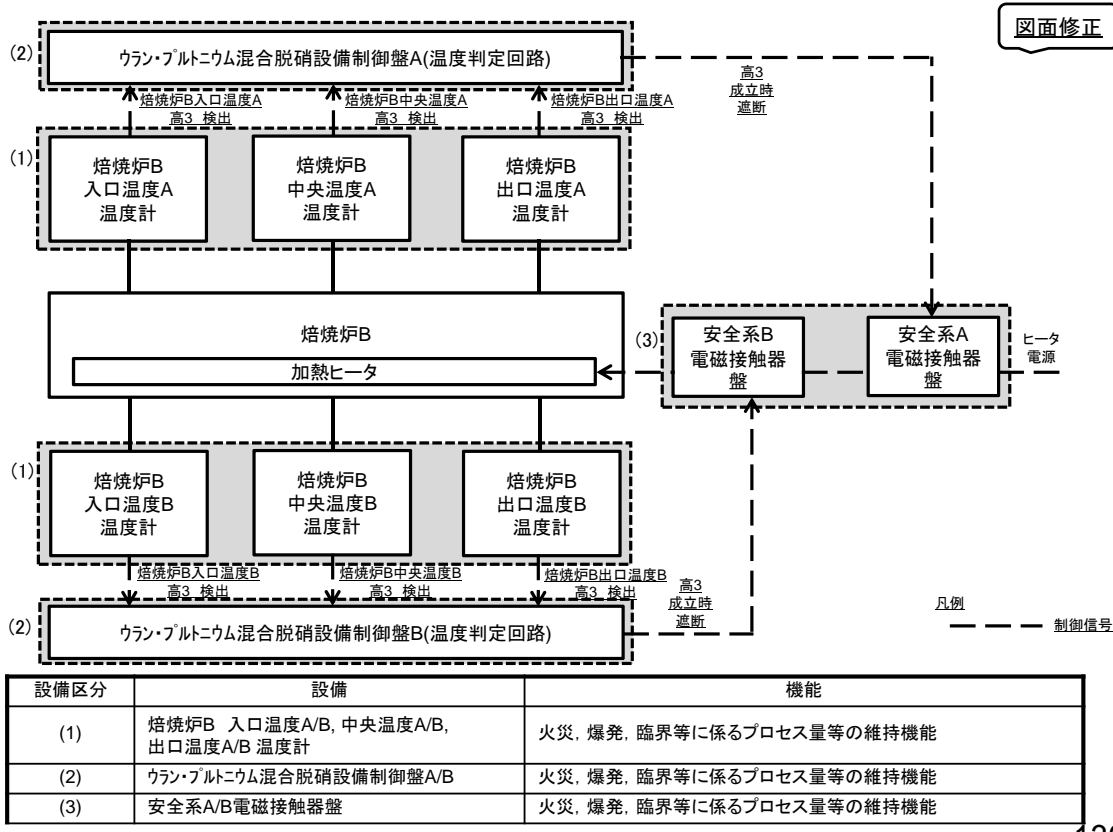 図面修正
(2)
ウラン・プルトニウム混合脱硝設備制御盤A(温度判定回路)
高3
成立時
遮断
焙焼炉B入口温度A
高3 検出
焙焼炉B中央温度A
高3 検出
焙焼炉B出口温度A
高3 検出
(1)
焙焼炉B
入口温度A
温度計
焙焼炉B
中央温度A
温度計
焙焼炉B
出口温度A
温度計
焙焼炉B
加熱ヒータ
(3)
安全系B
電磁接触器
盤
安全系A
電磁接触器
盤
ヒータ
電源
(1)
焙焼炉B
入口温度B
温度計
焙焼炉B
中央温度B
温度計
焙焼炉B
出口温度B
温度計
焙焼炉B入口温度B
高3 検出
焙焼炉B中央温度B
高3 検出
焙焼炉B出口温度B
高3 検出
高3
成立時
遮断
(2)
ウラン・プルトニウム混合脱硝設備制御盤B(温度判定回路)
凡例
制御信号
設備区分 設備 機能
(1) 焙焼炉B 入口温度A/B, 中央温度A/B,
出口温度A/B 温度計 火災, 爆発, 臨界等に係るプロセス量等の維持機能
(2) ウラン・プルトニウム混合脱硝設備制御盤A/B 火災, 爆発, 臨界等に係るプロセス量等の維持機能
(3) 安全系A/B電磁接触器盤 火災, 爆発, 臨界等に係るプロセス量等の維持機能